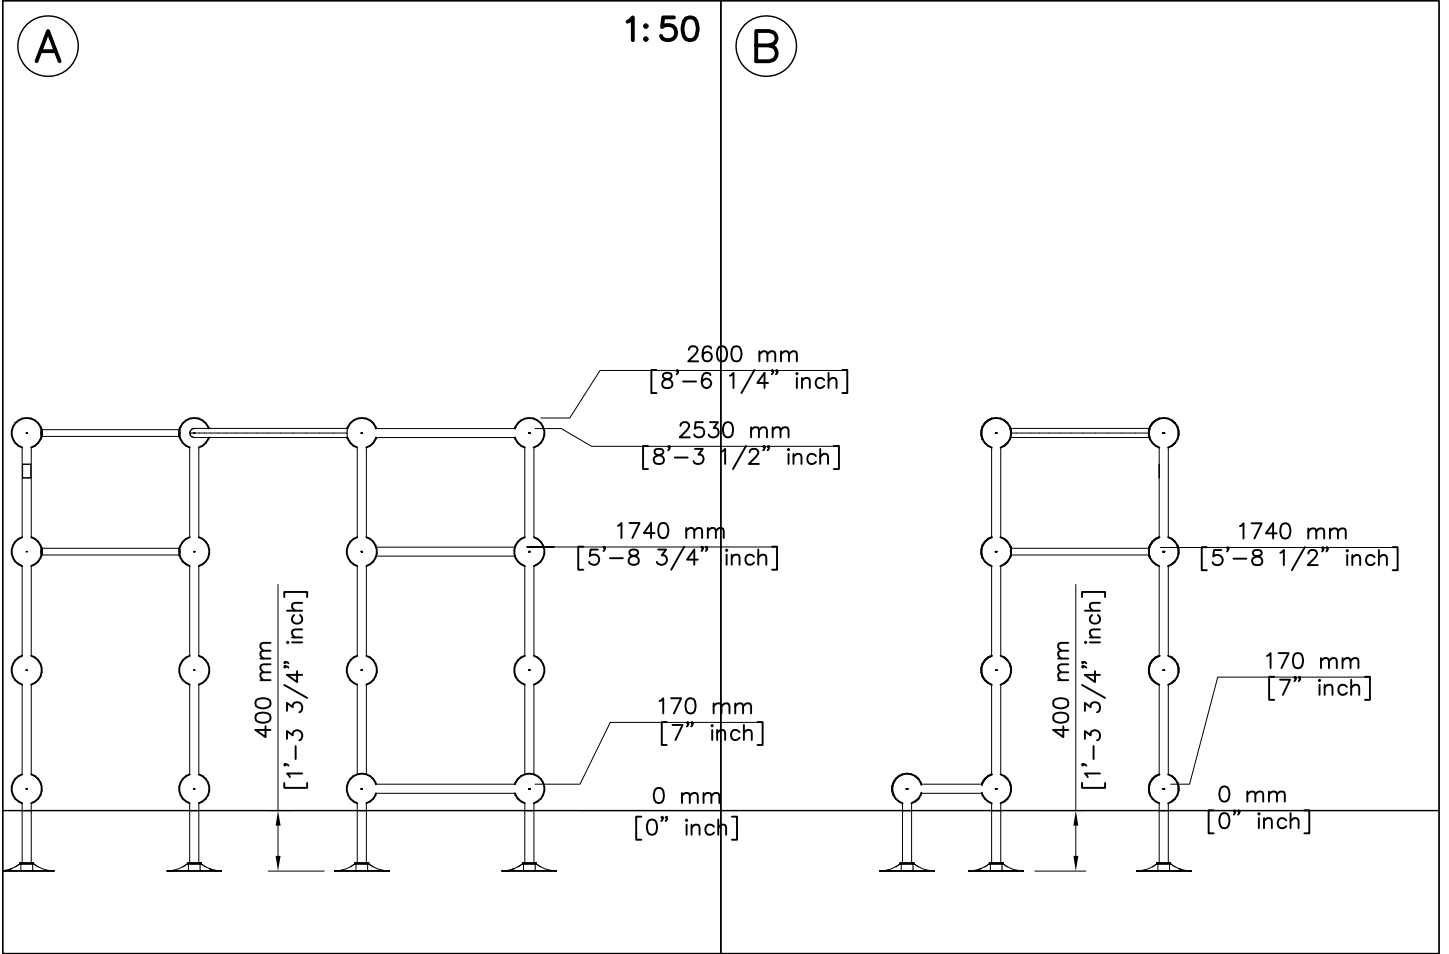 A
1:50
B
2600 mm
[8'-6 1/4" inch]
2530 mm
[8'-3 1/2" inch]
1740 mm
[5'-8 3/4" inch]
1740 mm
[5'-8 1/2" inch]
400 mm
[1'-3 3/4" inch]
400 mm
[1'-3 3/4" inch]
170 mm
[7" inch]
170 mm
[7" inch]
0 mm
[0" inch]
0 mm
[0" inch]